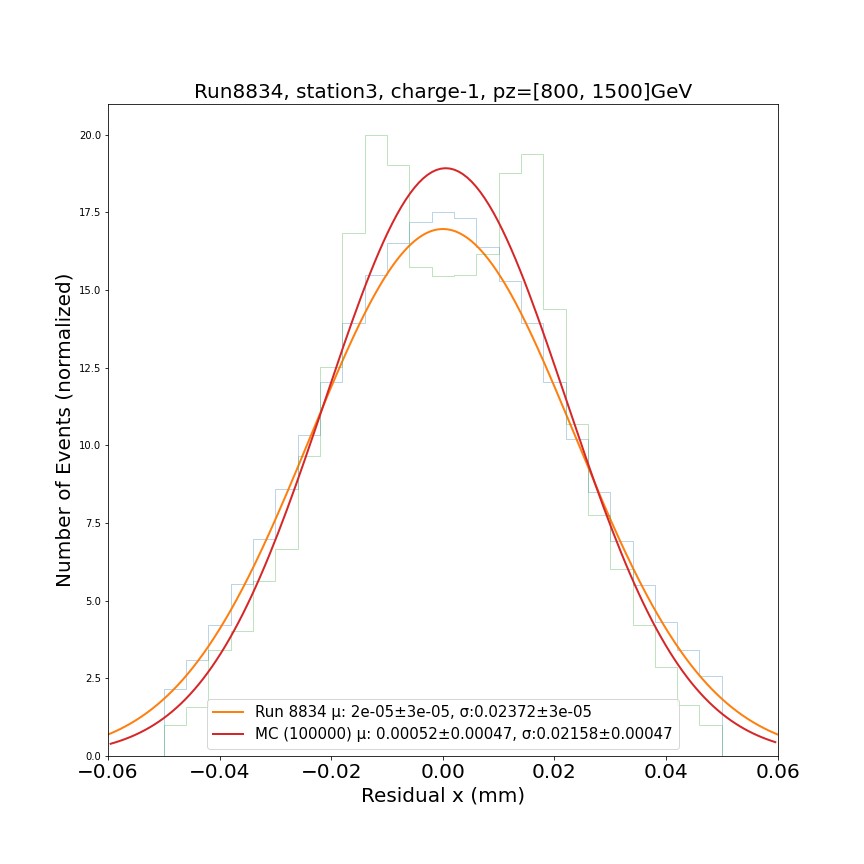 Run8834, station3, charge-1, pz=[800, 1500]GeV
Number of Events (normalized)
20.0
17.5
15.0
12.5
10.0
7.5
5.0
2.5
0.0
Run 8834 μ: 2e-05±3e-05, σ:0.02372±3e-05
MC (100000) μ: 0.00052±0.00047, σ:0.02158±0.00047
−0.06 −0.04 −0.02 0.00 0.02 0.04 0.06
Residual x (mm)